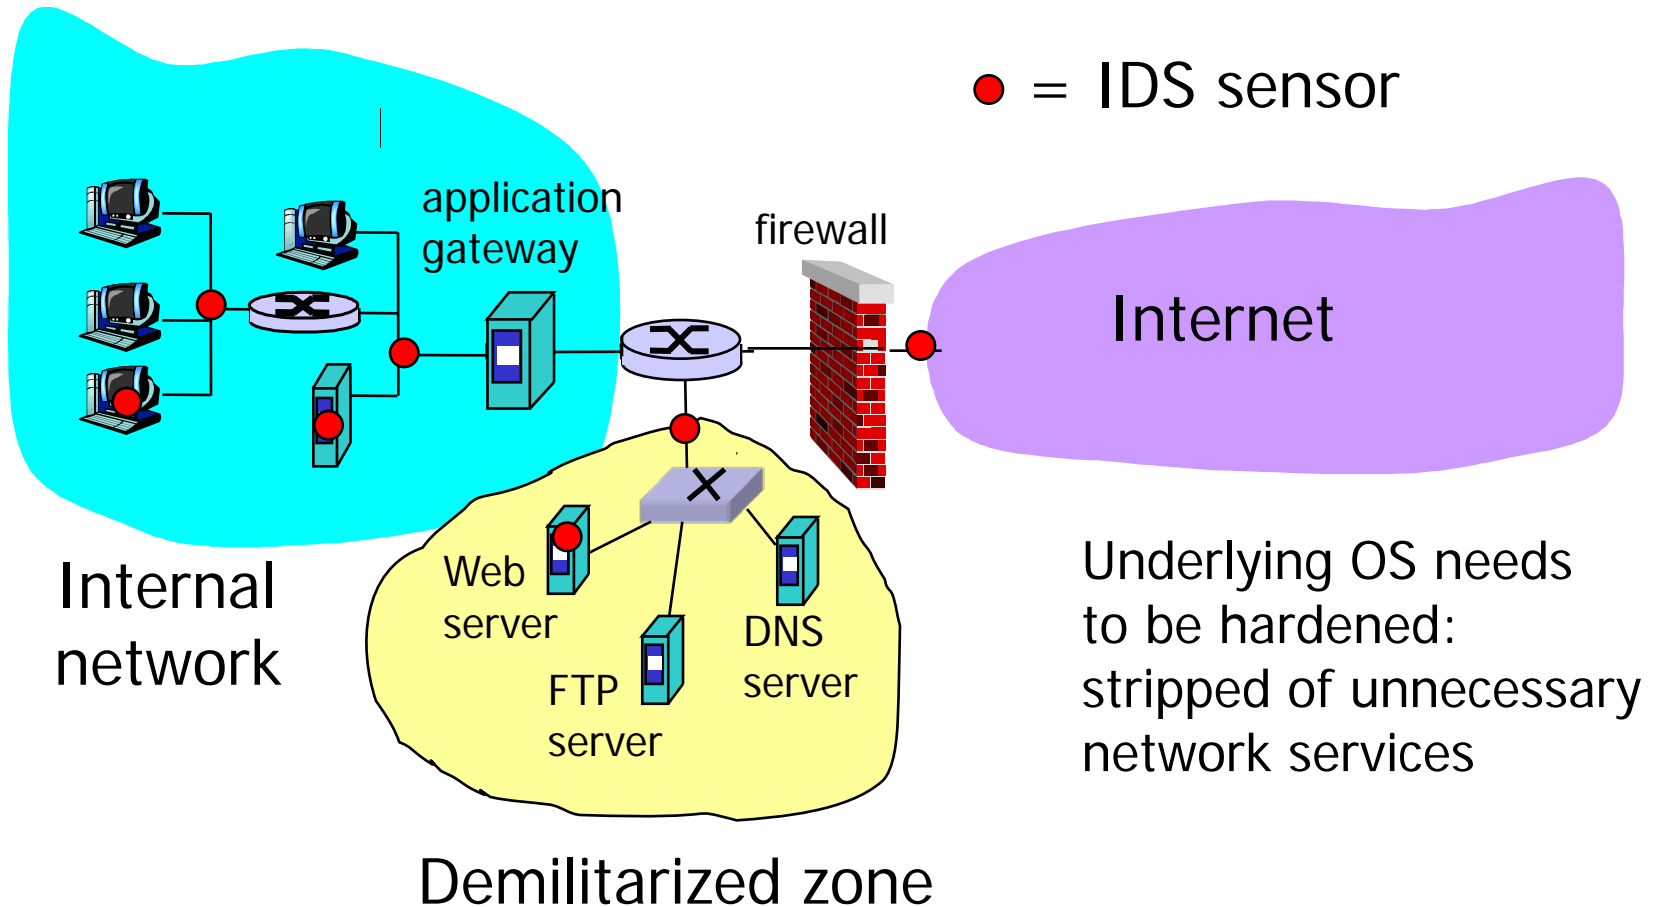 = IDS sensor
application
gateway
firewall
Internet
Internal
network
Web
server
FTP
server
DNS
server
Underlying OS needs
to be hardened:
stripped of unnecessary
network services
Demilitarized zone